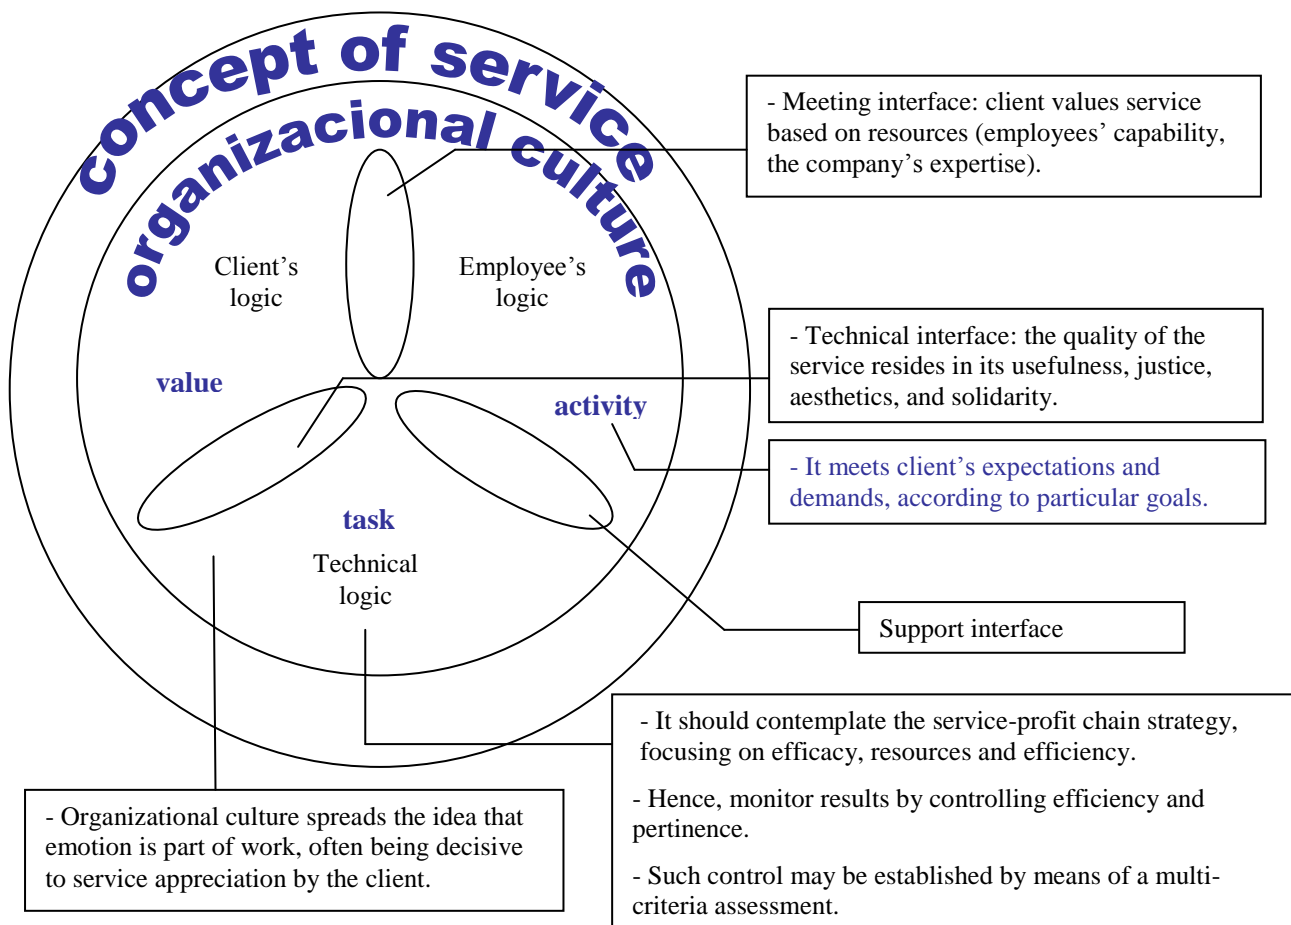 concept of service
organizacional culture
Client's
logic
Employee's
logic
value
activity
task
Technical
logic
- Meeting interface: client values service
based on resources (employees' capability,
the company's expertise).
- Technical interface: the quality of the
service resides in its usefulness, justice,
aesthetics, and solidarity.
- It meets client's expectations and
demands, according to particular goals.
Support interface
- It should contemplate the service-profit chain strategy,
focusing on efficacy, resources and efficiency.
- Hence, monitor results by controlling efficiency and
pertinence.
- Such control may be established by means of a multi-
criteria assessment.
- Organizational culture spreads the idea that
emotion is part of work, often being decisive
to service appreciation by the client.